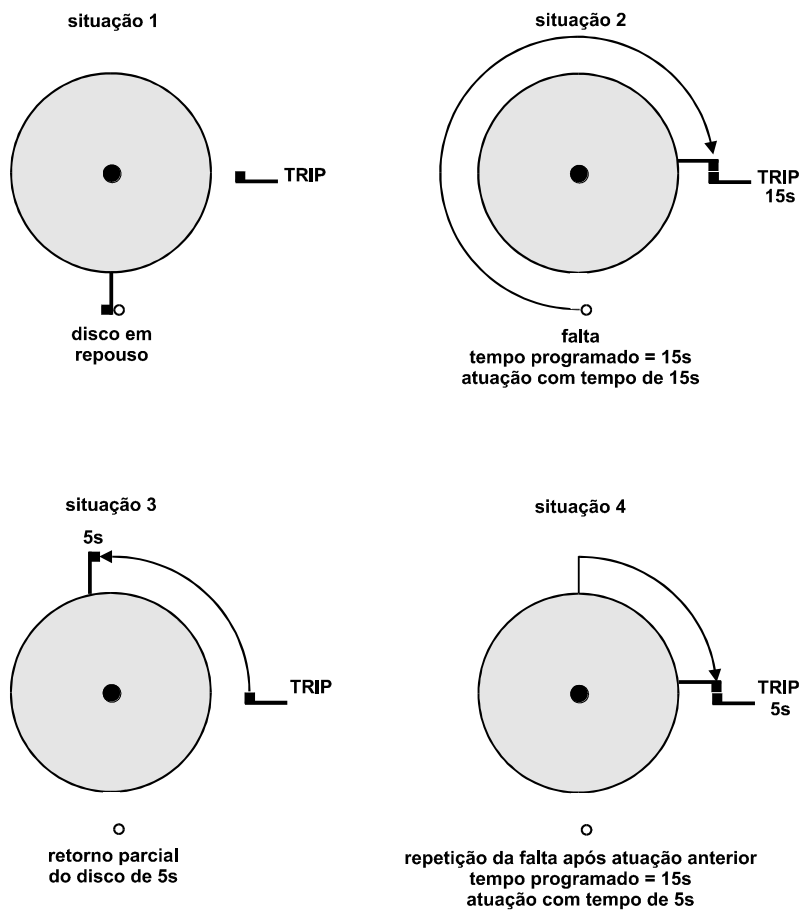 situação 1
TRIP
disco em
repouso
situação 2
TRIP
15s
falta
tempo programado = 15s
atuação com tempo de 15s
situação 3
5s
TRIP
retorno parcial
do disco de 5s
situação 4
TRIP
5s
repetição da falta após atuação anterior
tempo programado = 15s
atuação com tempo de 5s